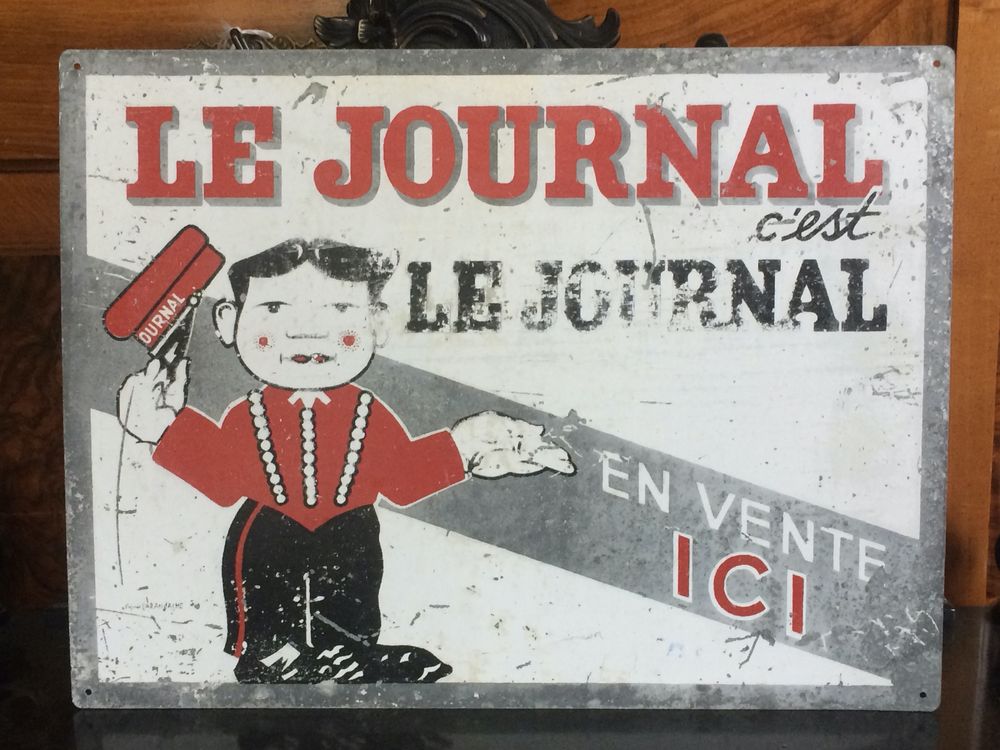 LE JOURNAL
c'est
LE JOURNAL
OURNAL
EN VENTE
ICI